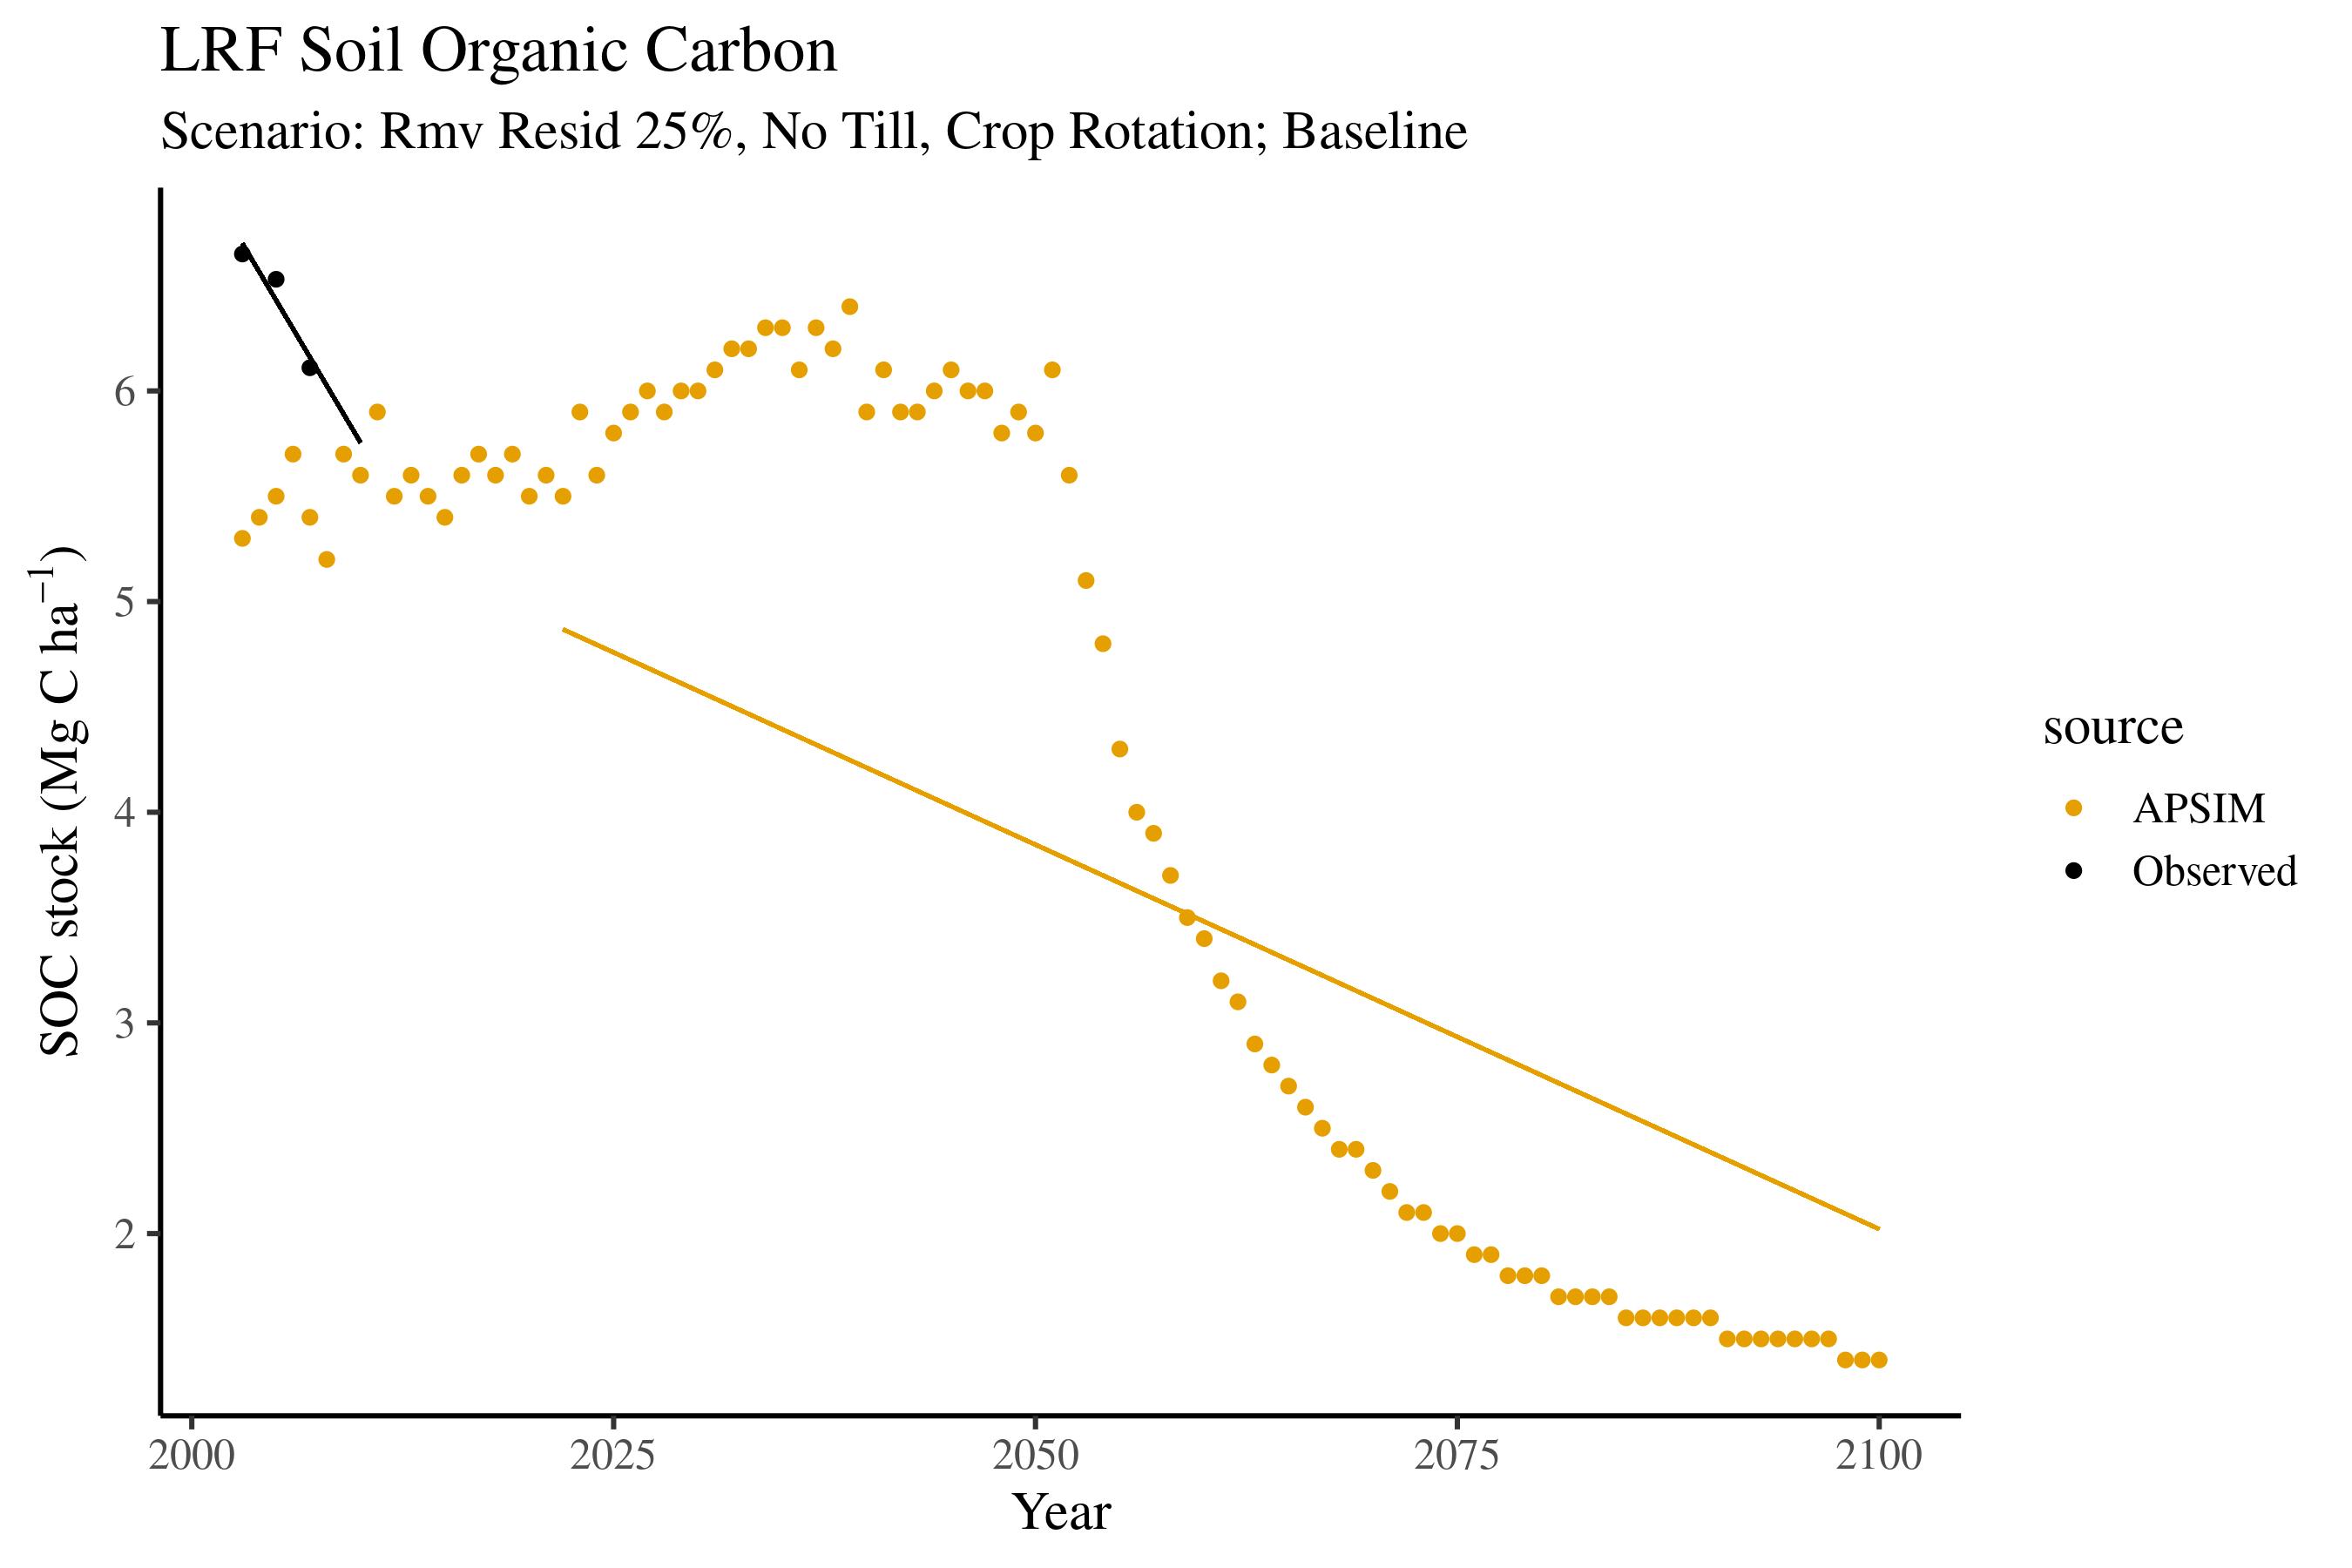 LRF Soil Organic Carbon
Scenario: Rmv Resid 25%, No Till, Crop Rotation; Baseline
SOC stock (Mg C ha⁻¹)
6
5
4
3
2
2000 2025 2050 2075 2100
Year
source
APSIM
Observed